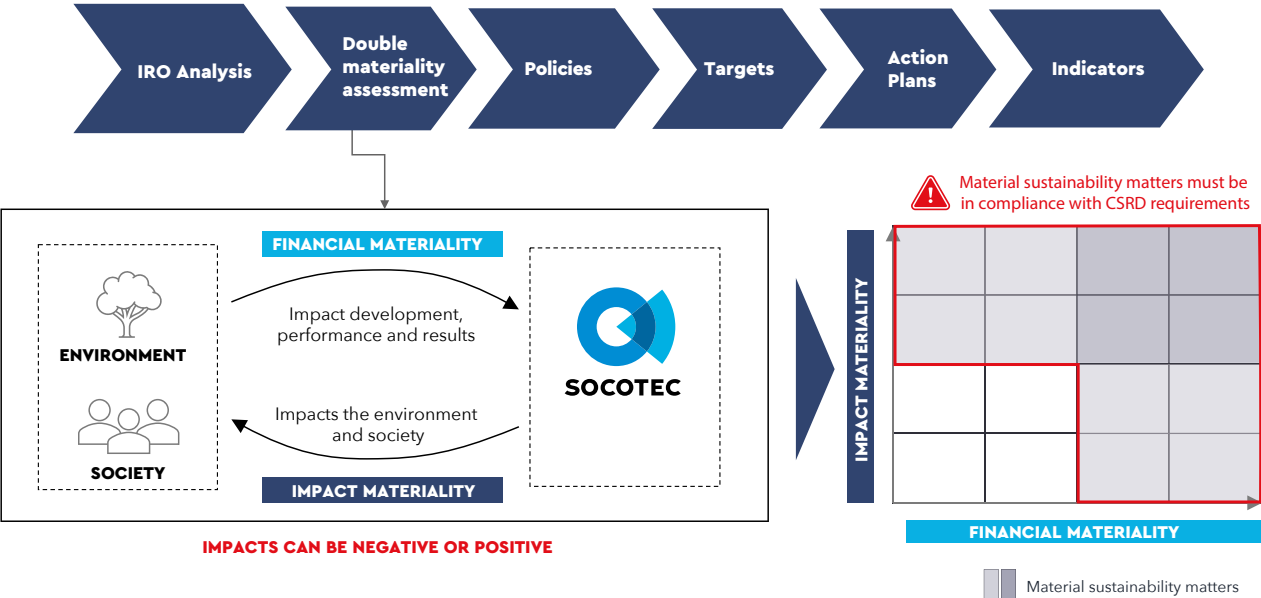 IRO Analysis
Double
materiality
assessment
Policies
Targets
Action
Plans
Indicators
Material sustainability matters must be
in compliance with CSRD requirements
FINANCIAL MATERIALITY
Impact development,
performance and results
ENVIRONMENT
SOCIETY
SOCOTEC
Impacts the environment
and society
IMPACT MATERIALITY
IMPACTS CAN BE NEGATIVE OR POSITIVE
IMPACT MATERIALITY
FINANCIAL MATERIALITY
Material sustainability matters